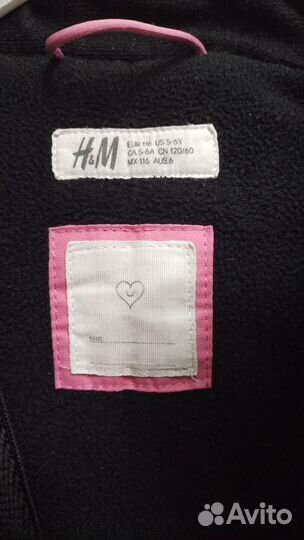 H&M
EUR 116 US 5-6Y
CA 5-6A CN 120/60
MX 116 AUS 6
Avito